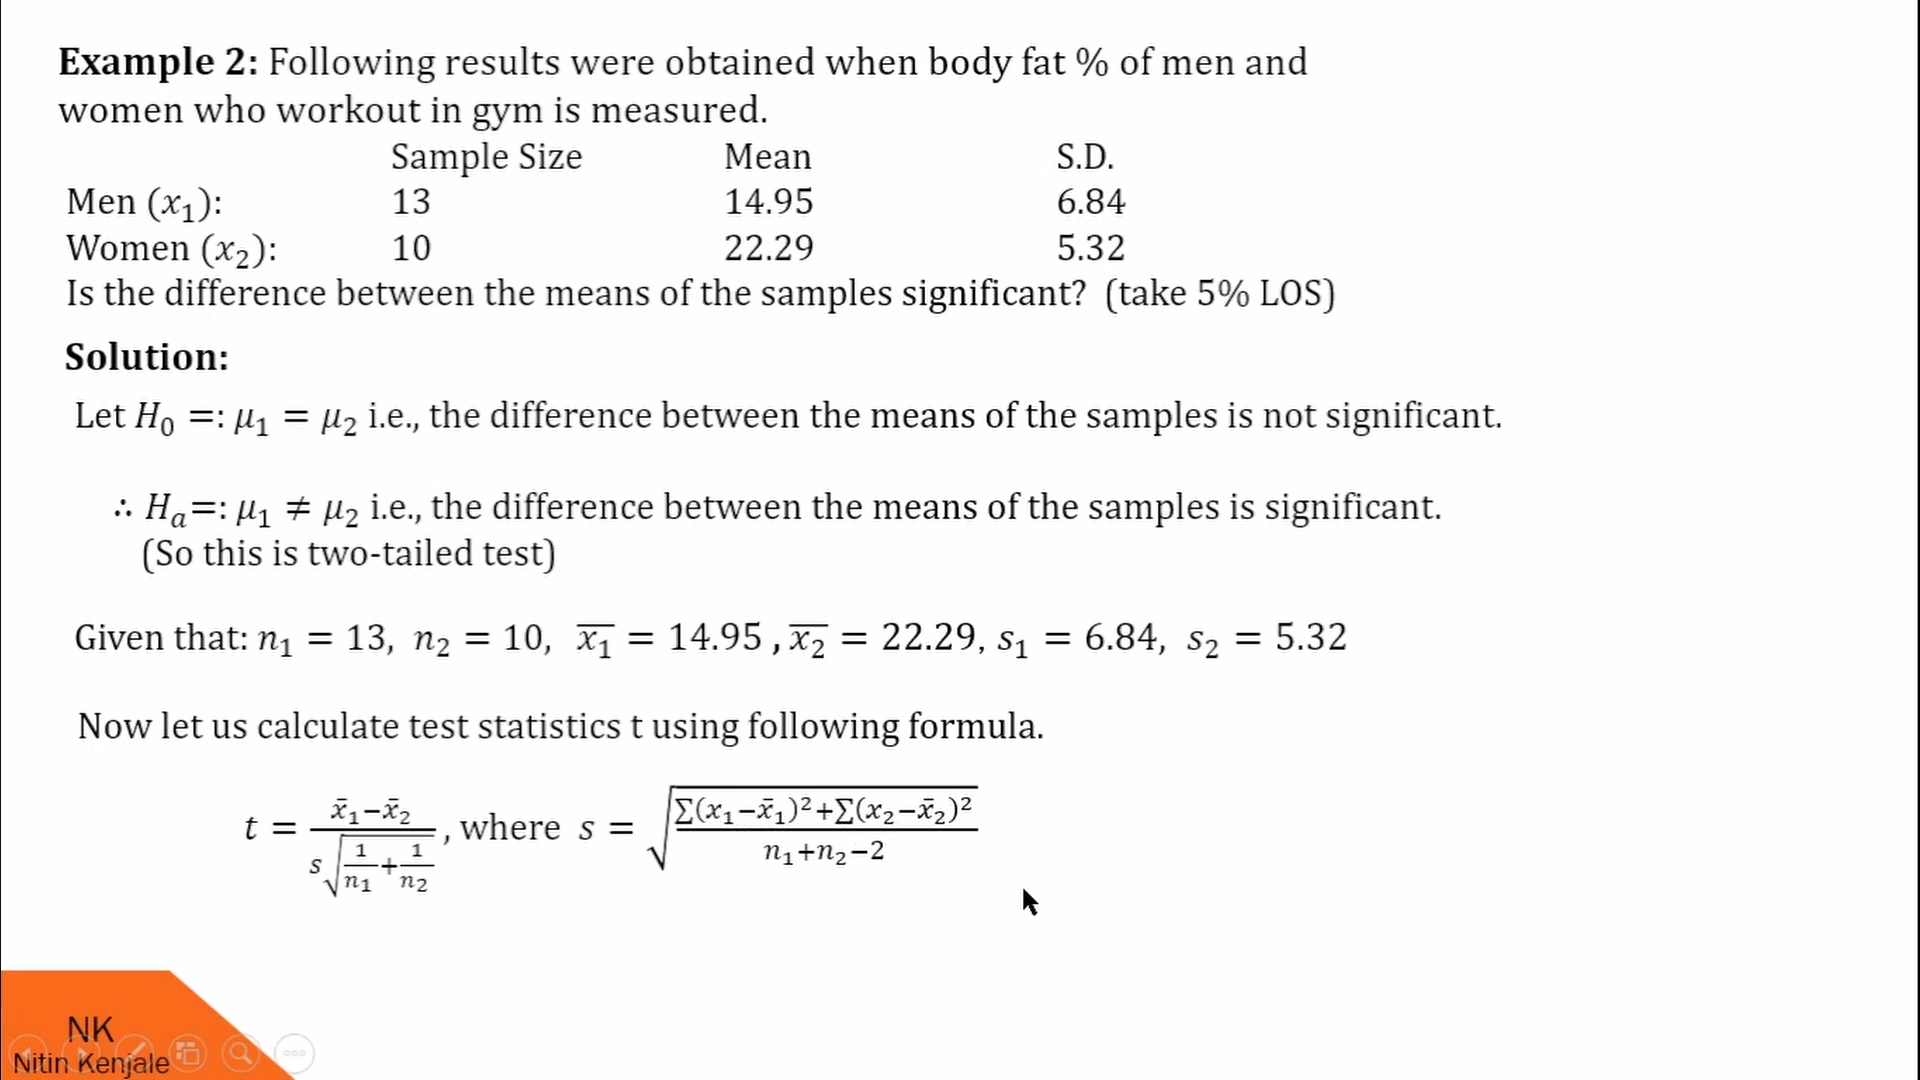 Example 2: Following results were obtained when body fat % of men and
women who workout in gym is measured.
Sample Size Mean S.D.
Men (x₁): 13 14.95 6.84
Women (x₂): 10 22.29 5.32
Is the difference between the means of the samples significant? (take 5% LOS)
Solution:
Let H₀ =: μ₁ = μ₂ i.e., the difference between the means of the samples is not significant.
∴ Hₐ=: μ₁ ≠ μ₂ i.e., the difference between the means of the samples is significant.
(So this is two-tailed test)
Given that: n₁ = 13, n₂ = 10, x̅₁ = 14.95 , x̅₂ = 22.29, s₁ = 6.84, s₂ = 5.32
Now let us calculate test statistics t using following formula.
t = (x̄₁−x̄₂)/(s√(1/n₁+1/n₂)), where s = √((∑(x₁−x̄₁)²+∑(x₂−x̄₂)²)/(n₁+n₂−2))
NK
Nitin Kenjale